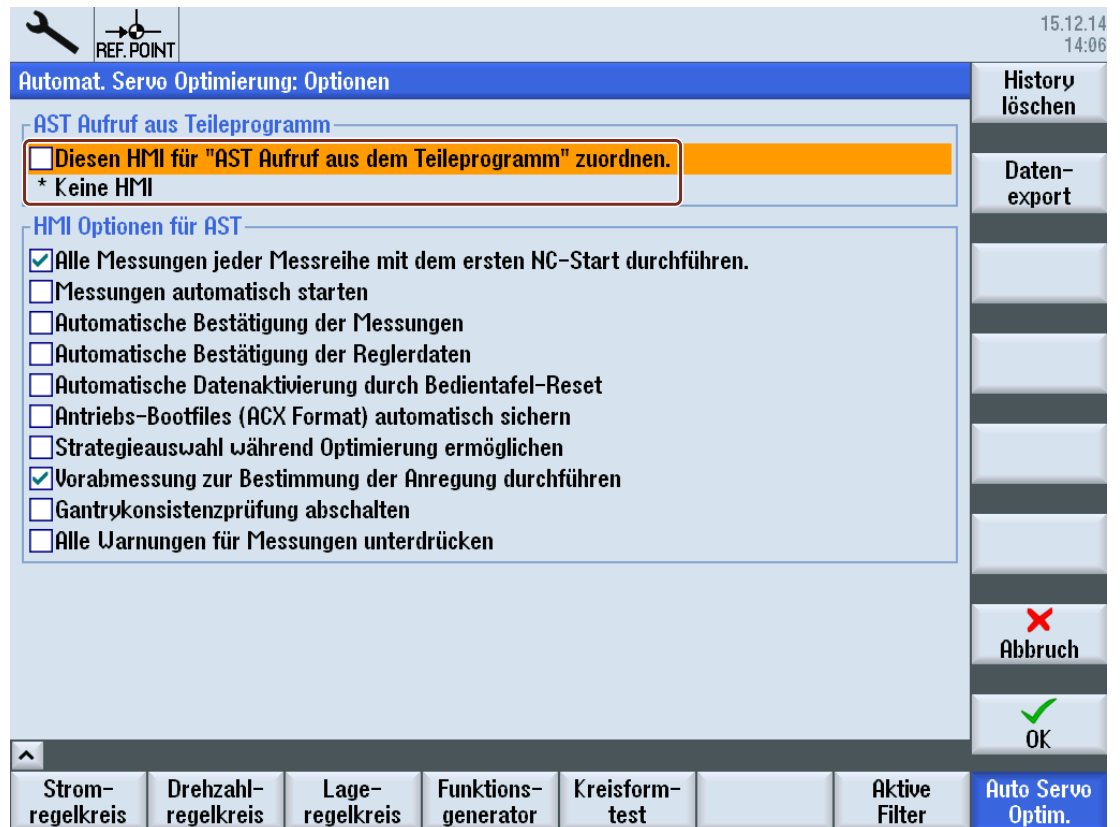 REF. POINT
15.12.14
14:06
Automat. Servo Optimierung: Optionen
AST Aufruf aus Teileprogramm
Diesen HMI für "AST Aufruf aus dem Teileprogramm" zuordnen.
* Keine HMI
HMI Optionen für AST
Alle Messungen jeder Messreihe mit dem ersten NC-Start durchführen.
Messungen automatisch starten
Automatische Bestätigung der Messungen
Automatische Bestätigung der Reglerdaten
Automatische Datenaktivierung durch Bedientafel-Reset
Antriebs-Bootfiles (ACX Format) automatisch sichern
Strategieauswahl während Optimierung ermöglichen
Vorabmessung zur Bestimmung der Anregung durchführen
Gantrykonsistenzprüfung abschalten
Alle Warnungen für Messungen unterdrücken
History
löschen
Daten-
export
Abbruch
OK
Strom-
regelkreis
Drehzahl-
regelkreis
Lage-
regelkreis
Funktions-
generator
Kreisform-
test
Aktive
Filter
Auto Servo
Optim.